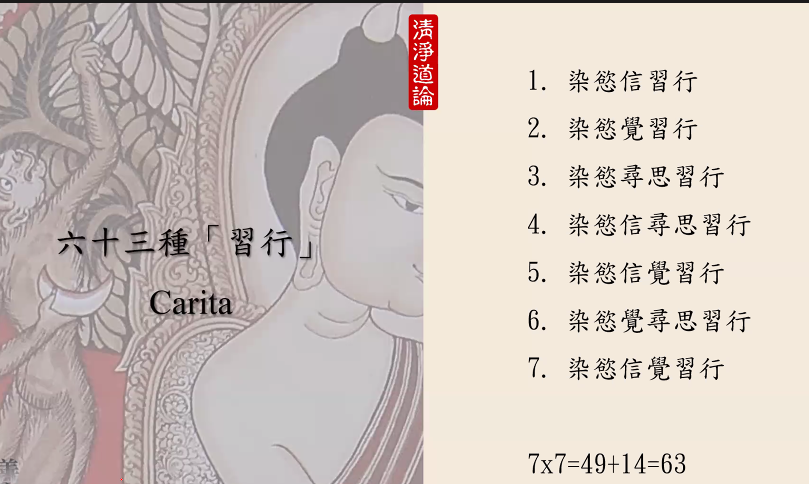 清淨道論
六十三種「習行」
Carita
1. 染慾信習行
2. 染慾覺習行
3. 染慾尋思習行
4. 染慾信尋思習行
5. 染慾信覺習行
6. 染慾覺尋思習行
7. 染慾信覺習行
7x7=49+14=63